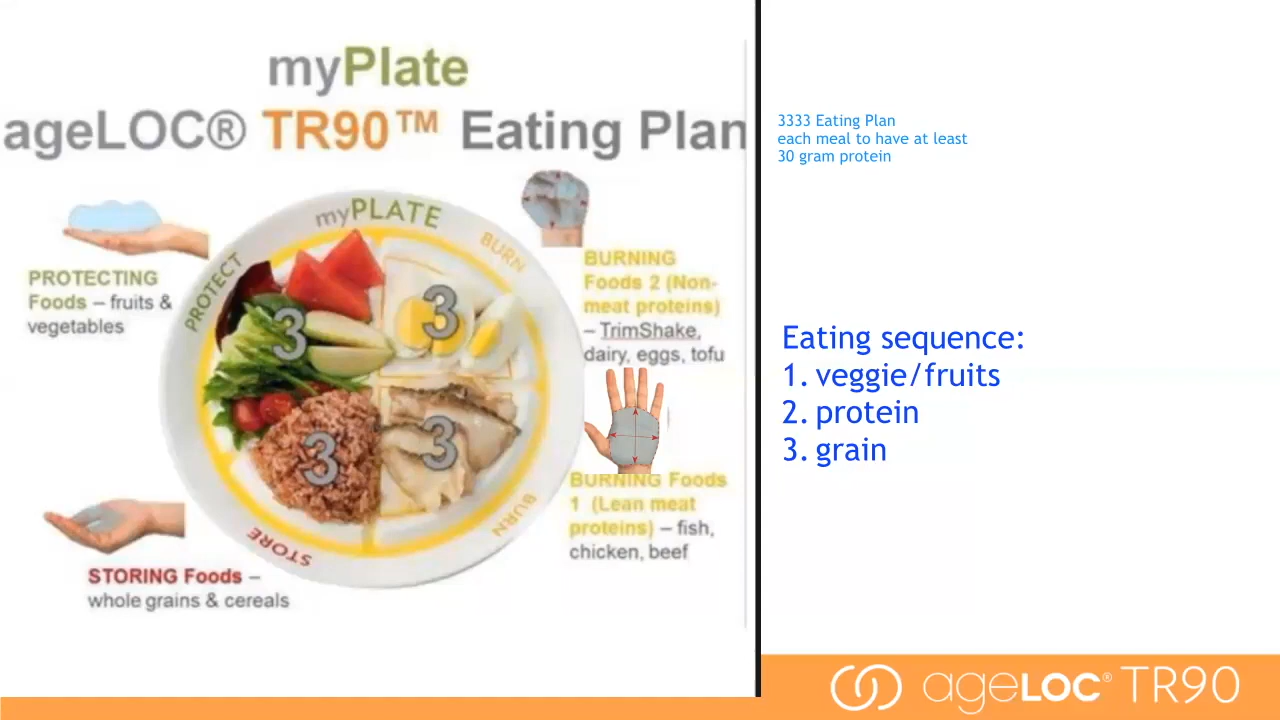 myPlate
ageLOC® TR90™ Eating Plan
myPLATE
PROTECT
BURN
BURN
STORE
3
3
3
3
PROTECTING
Foods – fruits &
vegetables
BURNING
Foods 2 (Non-
meat proteins)
– TrimShake,
dairy, eggs, tofu
BURNING Foods
1 (Lean meat
proteins) – fish,
chicken, beef
STORING Foods –
whole grains & cereals
3333 Eating Plan
each meal to have at least
30 gram protein
Eating sequence:
1. veggie/fruits
2. protein
3. grain
ageLOC® TR90